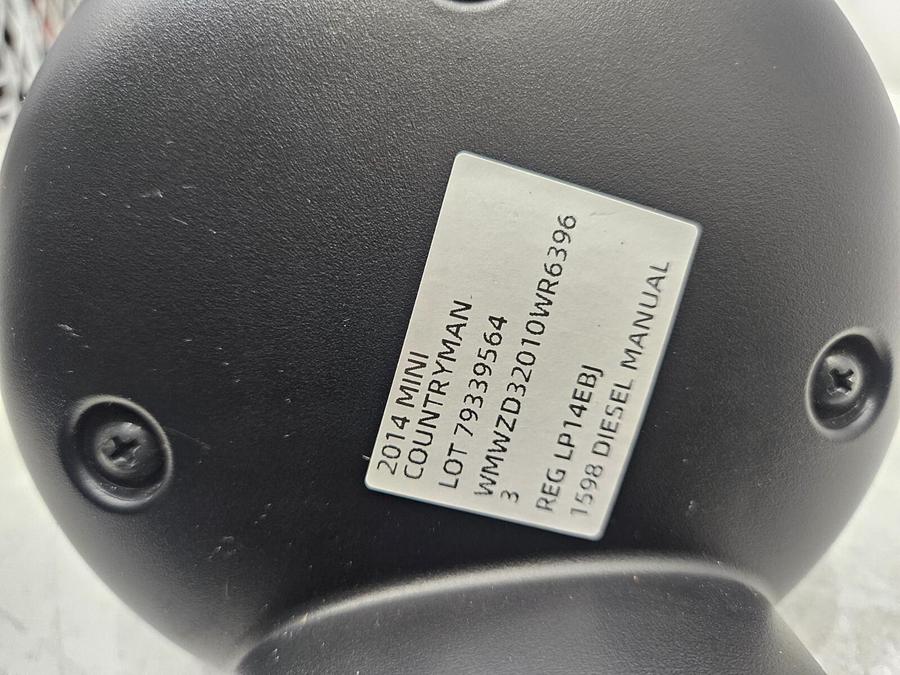 2014 MINI
COUNTRYMAN
LOT 79339564
WMWZD32010WR6396
3
REG LP14EBJ
1598 DIESEL MANUAL